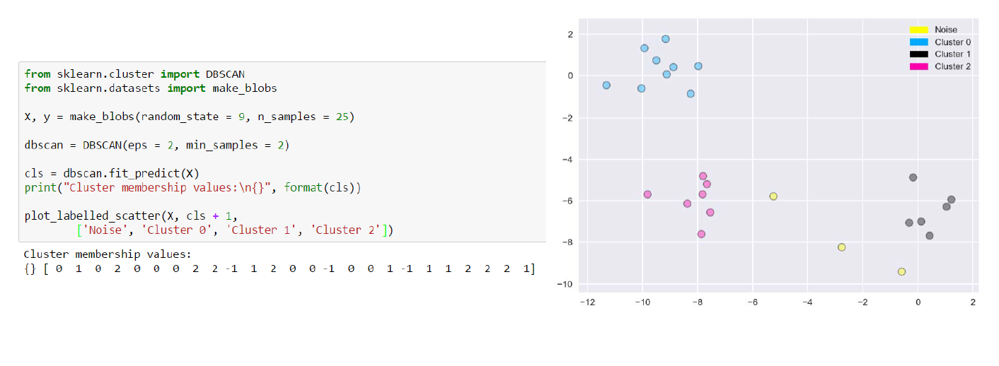 from sklearn.cluster import DBSCAN
from sklearn.datasets import make_blobs
X, y = make_blobs(random_state = 9, n_samples = 25)
dbscan = DBSCAN(eps = 2, min_samples = 2)
cls = dbscan.fit_predict(X)
print("Cluster membership values:\n{}", format(cls))
plot_labelled_scatter(X, cls + 1,
['Noise', 'Cluster 0', 'Cluster 1', 'Cluster 2'])
Cluster membership values:
{} [ 0 1 0 2 0 0 0 2 2 -1 1 2 0 0 -1 0 0 1 -1 1 1 2 2 2 1]
Noise
Cluster 0
Cluster 1
Cluster 2
2
0
−2
−4
−6
−8
−10
−12 −10 −8 −6 −4 −2 0 2